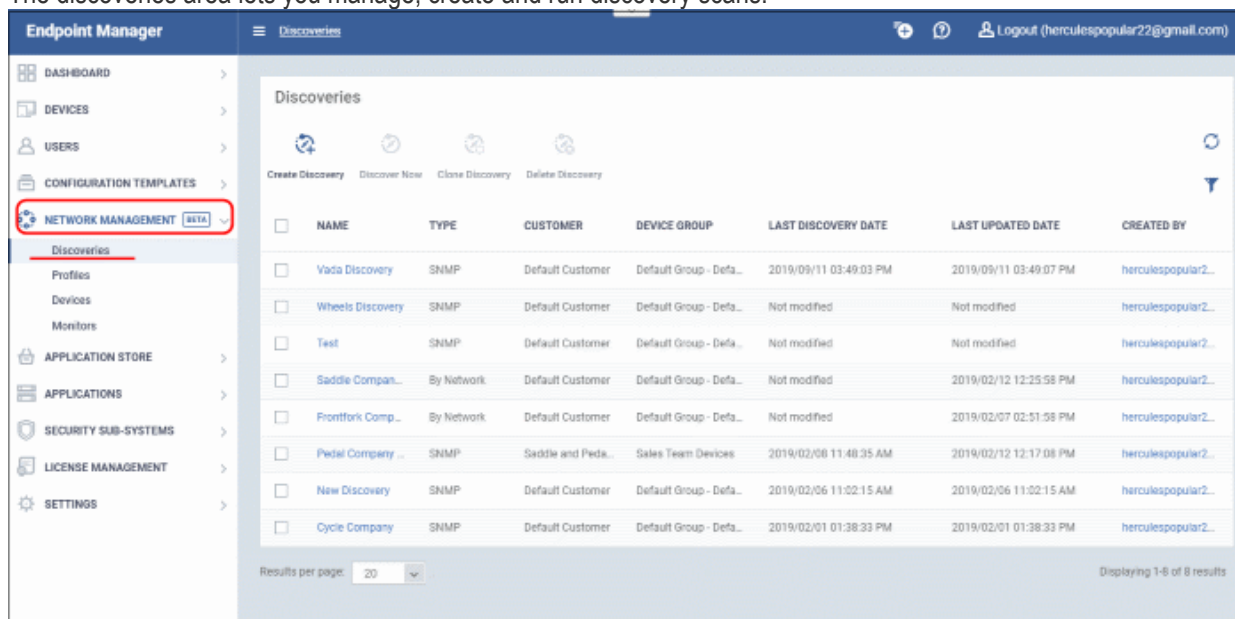 The discoveries area lets you manage, create and run discovery scans.
Endpoint Manager
Discoveries
Logout (herculespopular22@gmail.com)
DASHBOARD
DEVICES
USERS
CONFIGURATION TEMPLATES
NETWORK MANAGEMENT BETA
Discoveries
Profiles
Devices
Monitors
APPLICATION STORE
APPLICATIONS
SECURITY SUB-SYSTEMS
LICENSE MANAGEMENT
SETTINGS
Discoveries
Create Discovery Discover Now Clone Discovery Delete Discovery
NAME TYPE CUSTOMER DEVICE GROUP LAST DISCOVERY DATE LAST UPDATED DATE CREATED BY
Vada Discovery SNMP Default Customer Default Group - Defa... 2019/09/11 03:49:03 PM 2019/09/11 03:49:07 PM herculespopular2...
Wheels Discovery SNMP Default Customer Default Group - Defa... Not modified Not modified herculespopular2...
Test SNMP Default Customer Default Group - Defa... Not modified Not modified herculespopular2...
Saddle Compan... By Network Default Customer Default Group - Defa... Not modified 2019/02/12 12:25:58 PM herculespopular2...
Frontfork Comp... By Network Default Customer Default Group - Defa... Not modified 2019/02/07 02:51:58 PM herculespopular2...
Pedal Company ... SNMP Saddle and Peda... Sales Team Devices 2019/02/08 11:48:35 AM 2019/02/12 12:17:08 PM herculespopular2...
New Discovery SNMP Default Customer Default Group - Defa... 2019/02/06 11:02:15 AM 2019/02/06 11:02:15 AM herculespopular2...
Cycle Company SNMP Default Customer Default Group - Defa... 2019/02/01 01:38:33 PM 2019/02/01 01:38:33 PM herculespopular2...
Results per page: 20 Displaying 1-8 of 8 results